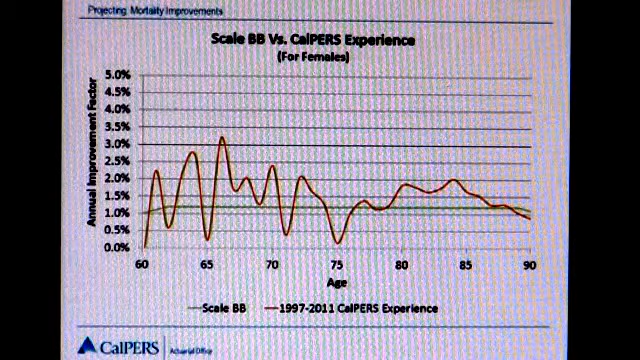 Projecting Mortality Improvements
Scale BB Vs. CalPERS Experience
(For Females)
Annual Improvement Factor
5.0%
4.5%
4.0%
3.5%
3.0%
2.5%
2.0%
1.5%
1.0%
0.5%
0.0%
60 65 70 75 80 85 90
Age
Scale BB 1997-2011 CalPERS Experience
CalPERS Actuarial Office